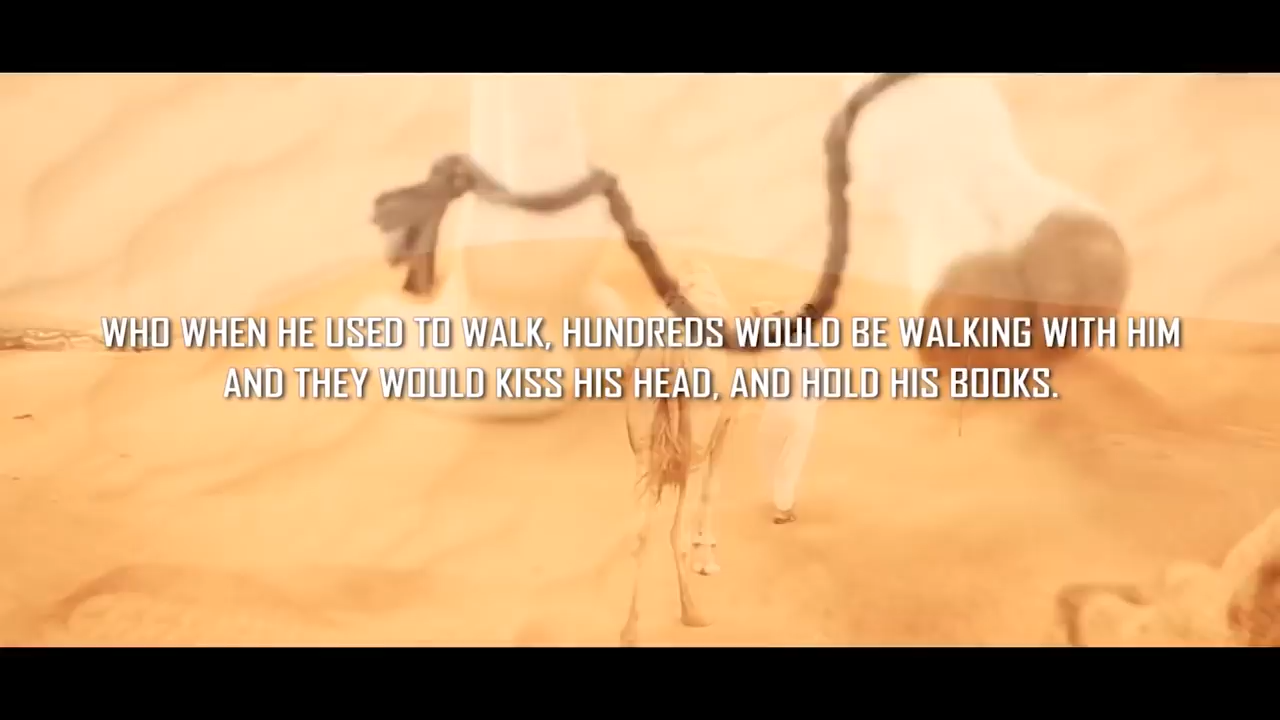 WHO WHEN HE USED TO WALK, HUNDREDS WOULD BE WALKING WITH HIM
AND THEY WOULD KISS HIS HEAD, AND HOLD HIS BOOKS.